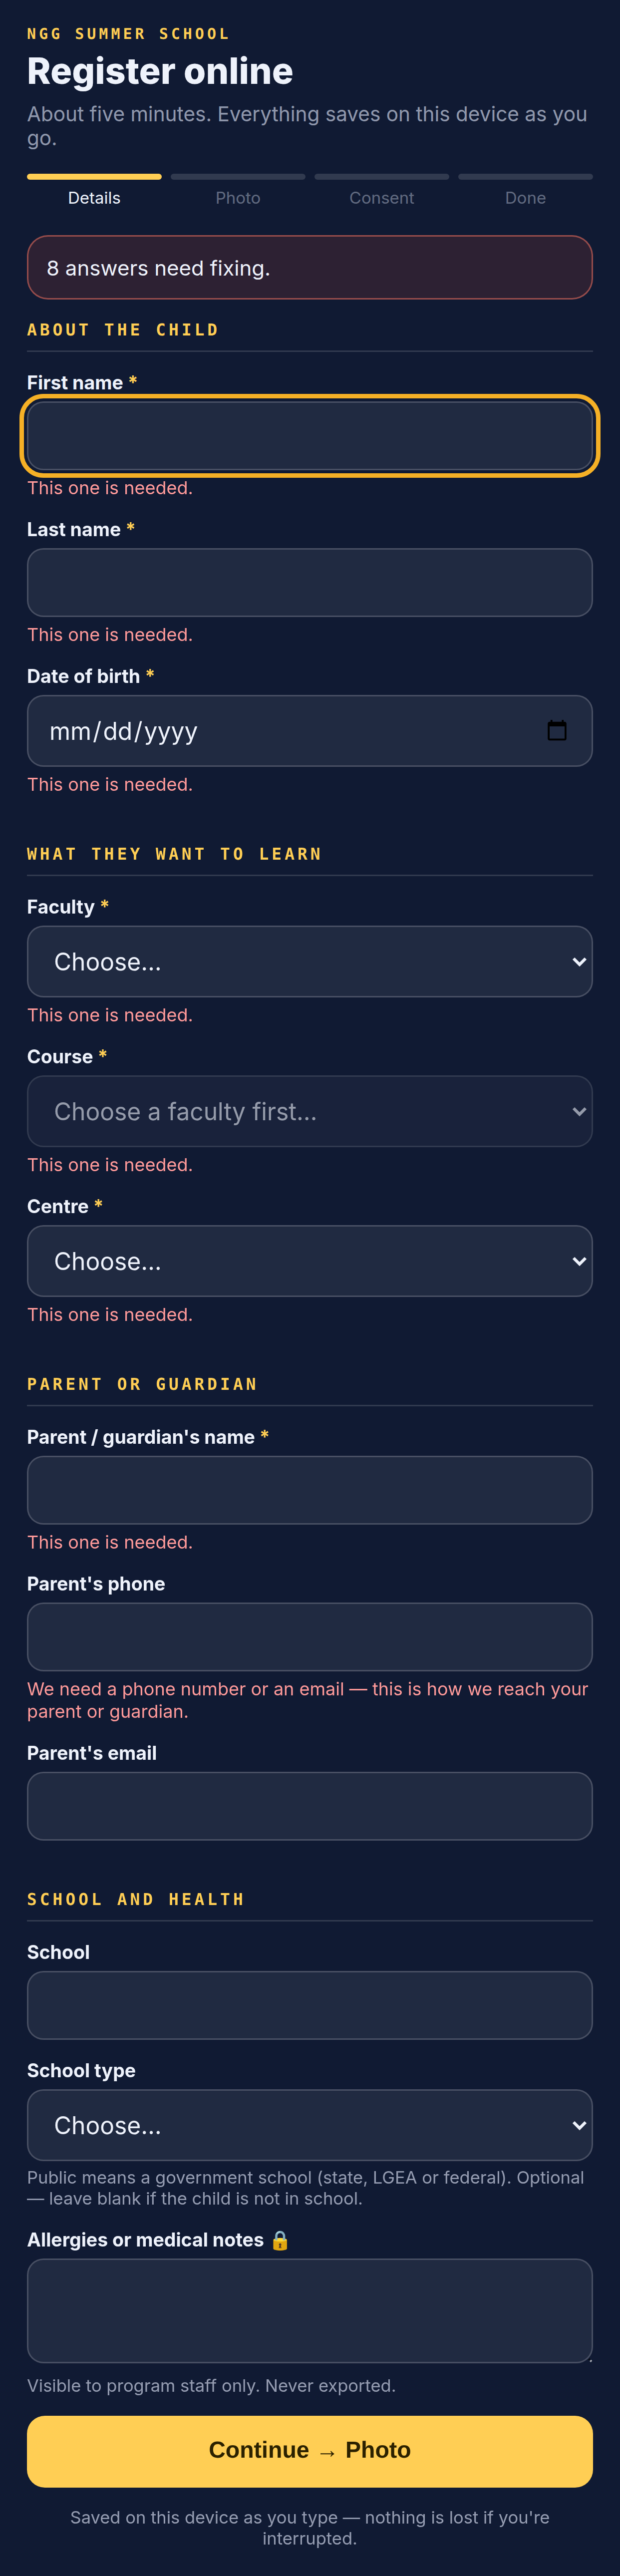 NGG SUMMER SCHOOL
Register online
About five minutes. Everything saves on this device as you
go.
Details
Photo
Consent
Done
8 answers need fixing.
ABOUT THE CHILD
First name *
This one is needed.
Last name *
This one is needed.
Date of birth *
mm/dd/yyyy
This one is needed.
WHAT THEY WANT TO LEARN
Faculty *
Choose...
This one is needed.
Course *
Choose a faculty first...
This one is needed.
Centre *
Choose...
This one is needed.
PARENT OR GUARDIAN
Parent / guardian's name *
This one is needed.
Parent's phone
We need a phone number or an email — this is how we reach your
parent or guardian.
Parent's email
SCHOOL AND HEALTH
School
School type
Choose...
Public means a government school (state, LGEA or federal). Optional
— leave blank if the child is not in school.
Allergies or medical notes 🔒
Visible to program staff only. Never exported.
Continue → Photo
Saved on this device as you type — nothing is lost if you're
interrupted.